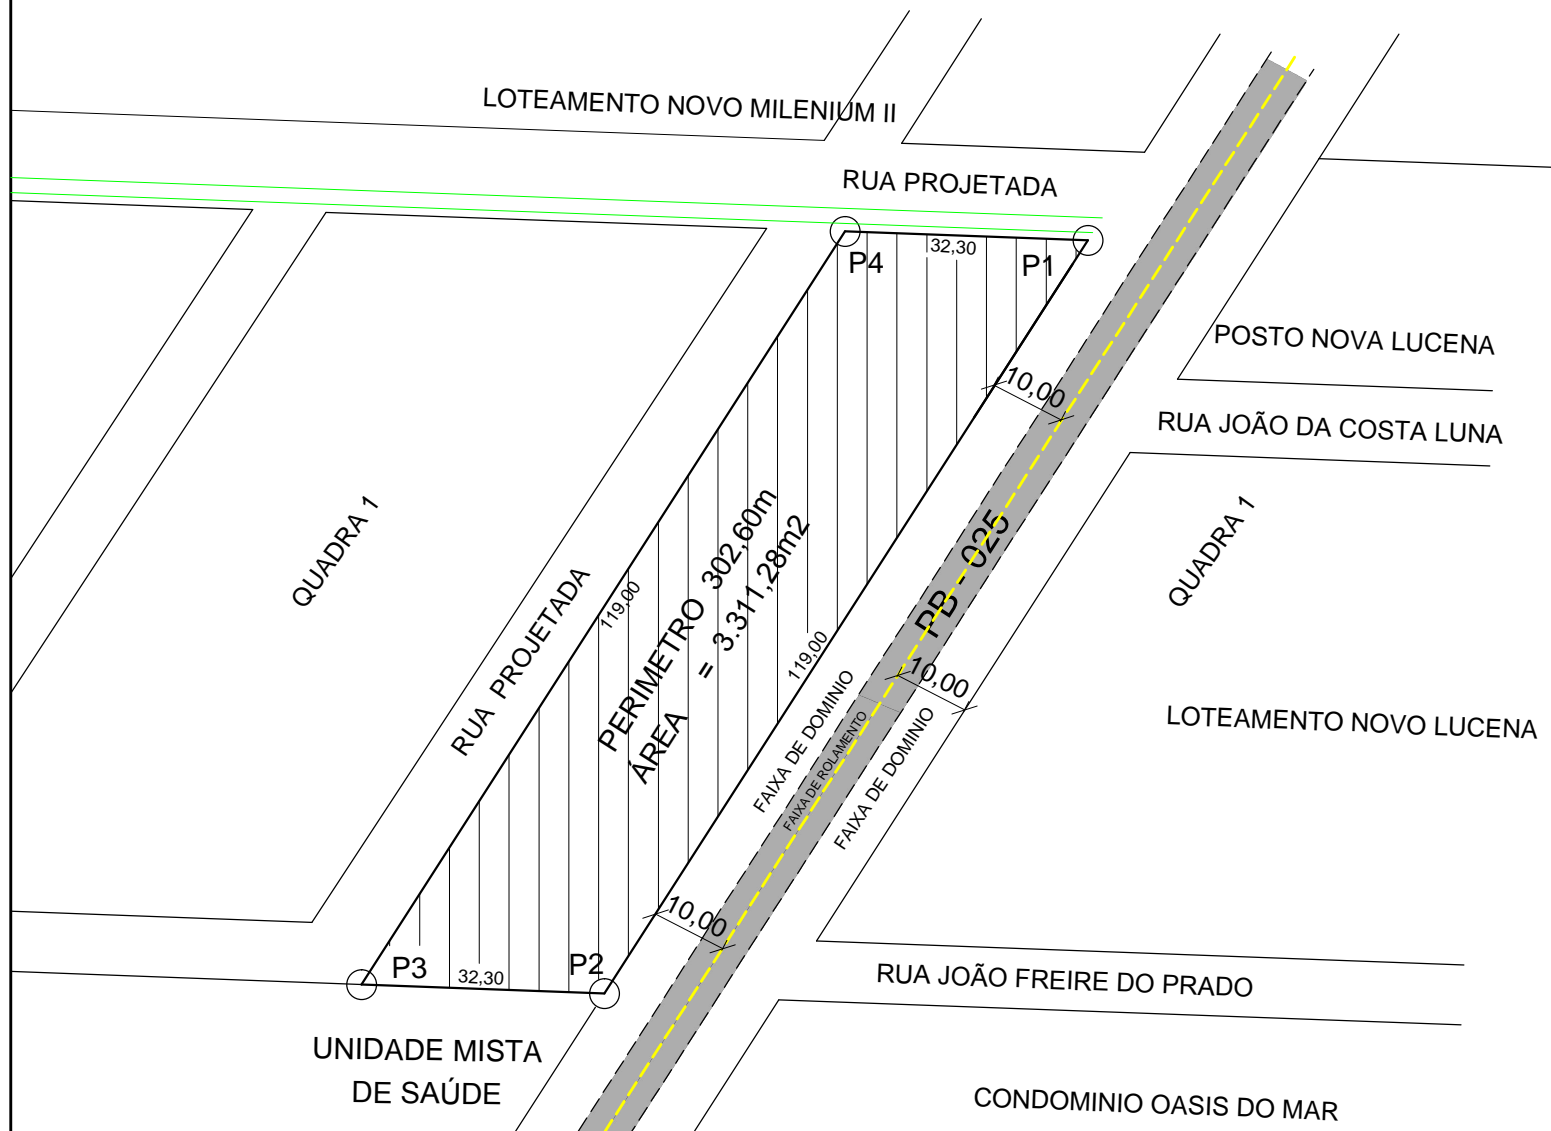 LOTEAMENTO NOVO MILENIUM II
RUA PROJETADA
32,30
P4
P1
POSTO NOVA LUCENA
10,00
RUA JOÃO DA COSTA LUNA
QUADRA 1
QUADRA 1
PB - 025
PERIMETRO 302,60m
ÁREA = 3.311,28m2
119,00
RUA PROJETADA
119,00
10,00
FAIXA DE DOMINIO
FAIXA DE ROLAMENTO
FAIXA DE DOMINIO
LOTEAMENTO NOVO LUCENA
10,00
P3
32,30
P2
RUA JOÃO FREIRE DO PRADO
UNIDADE MISTA
DE SAÚDE
CONDOMINIO OASIS DO MAR